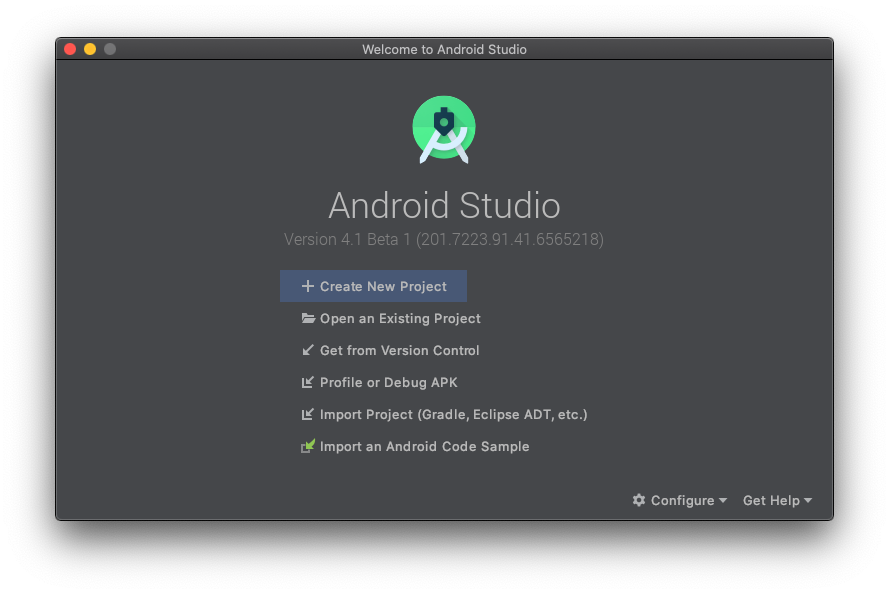 Welcome to Android Studio
Android Studio
Version 4.1 Beta 1 (201.7223.91.41.6565218)
Create New Project
Open an Existing Project
Get from Version Control
Profile or Debug APK
Import Project (Gradle, Eclipse ADT, etc.)
Import an Android Code Sample
Configure Get Help